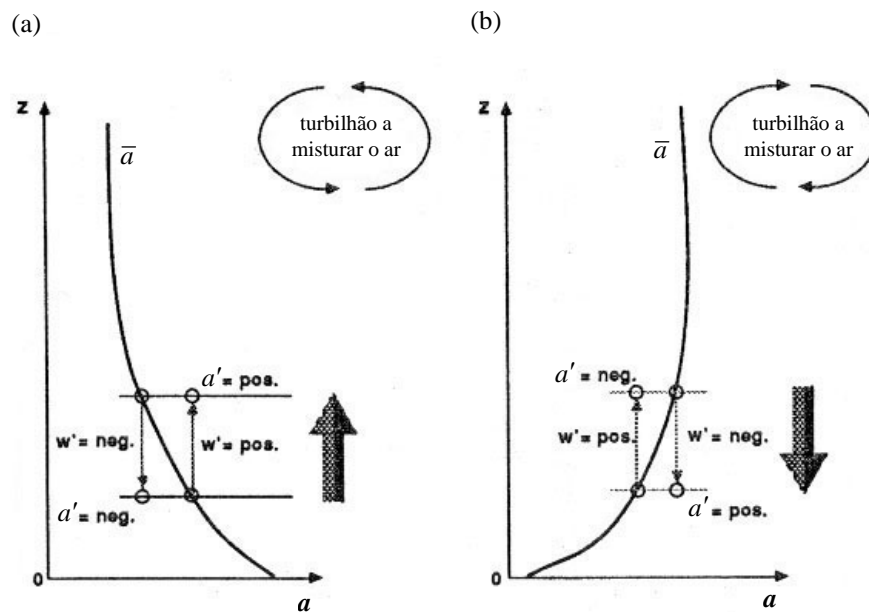 (a)
z
turbilhão a
misturar o ar
a
a′ = pos.
w' = neg.
w' = pos.
a′ = neg.
0
a
(b)
z
turbilhão a
misturar o ar
a
a′ = neg.
w' = pos.
w' = neg.
a′ = pos.
0
a